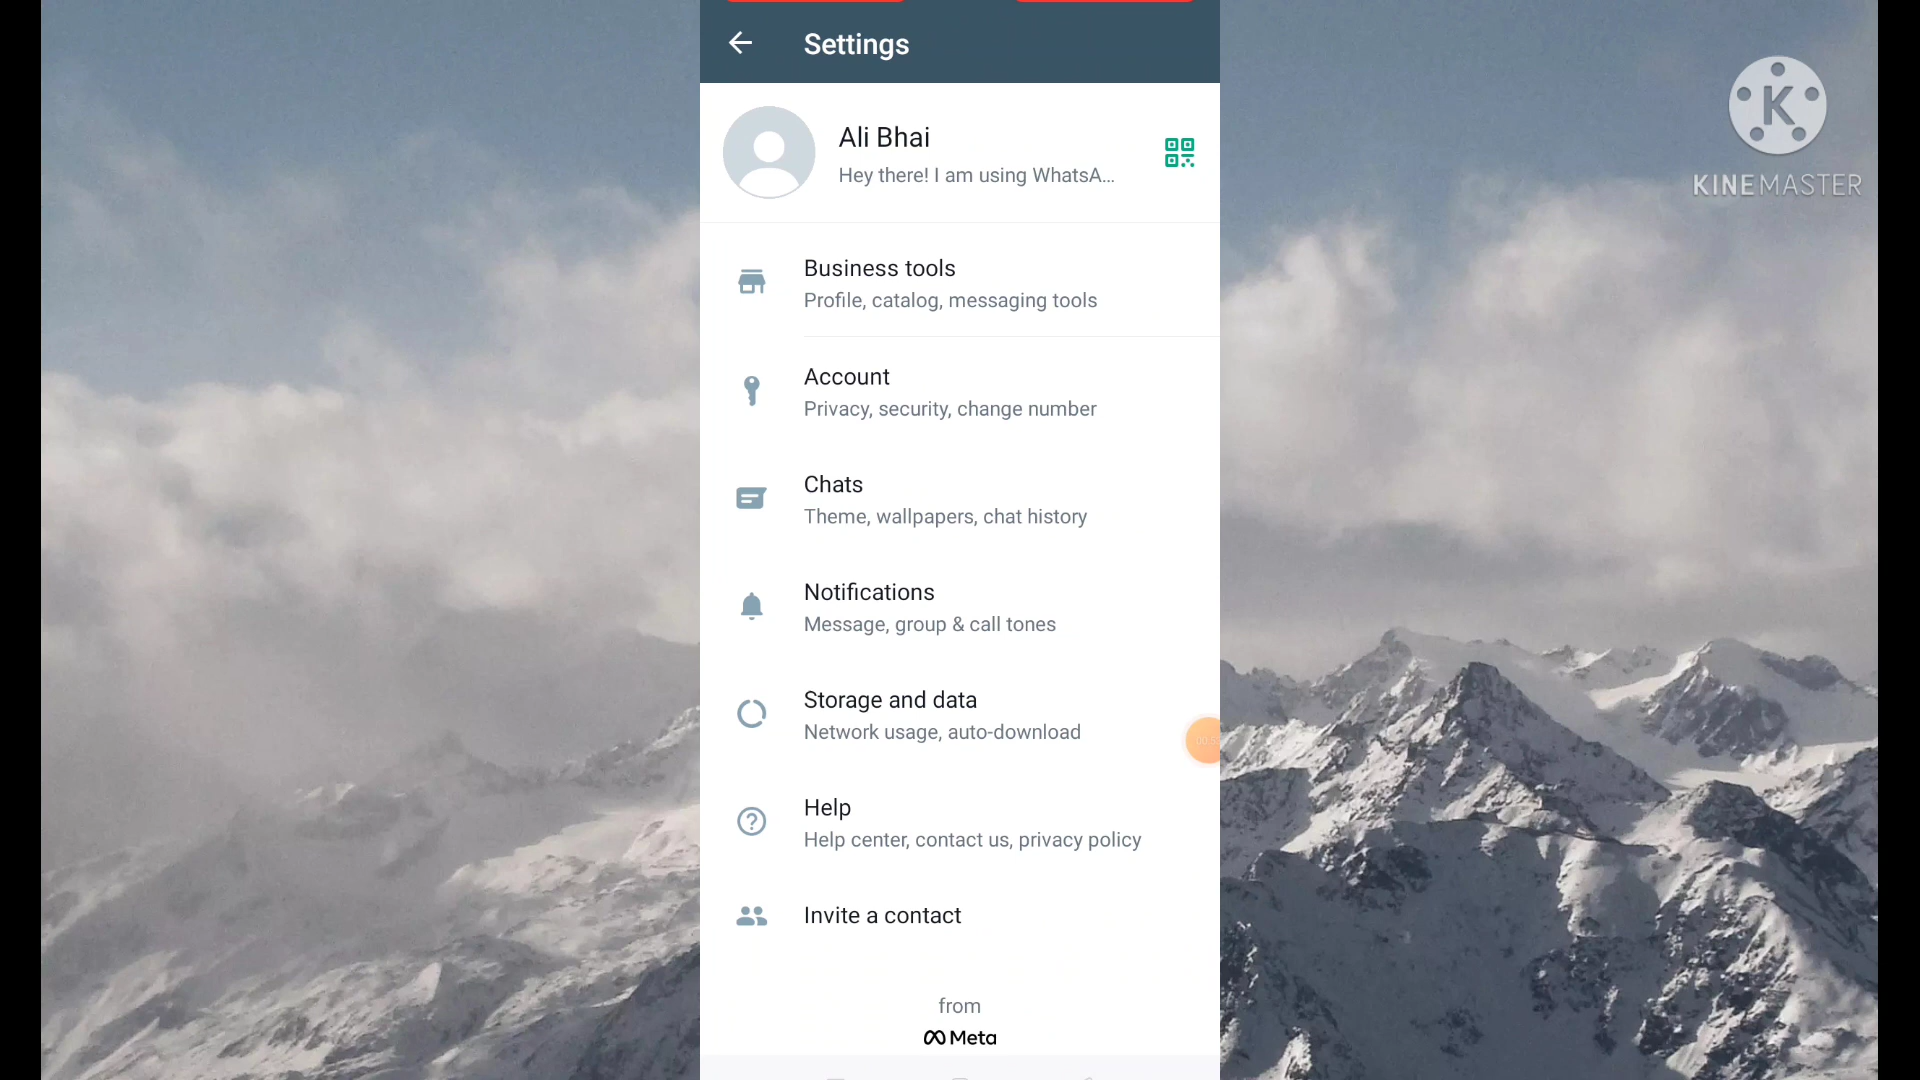 Settings
Ali Bhai
Hey there! I am using WhatsA...
Business tools
Profile, catalog, messaging tools
Account
Privacy, security, change number
Chats
Theme, wallpapers, chat history
Notifications
Message, group & call tones
Storage and data
Network usage, auto-download
Help
Help center, contact us, privacy policy
Invite a contact
from
Meta
K
KINEMASTER